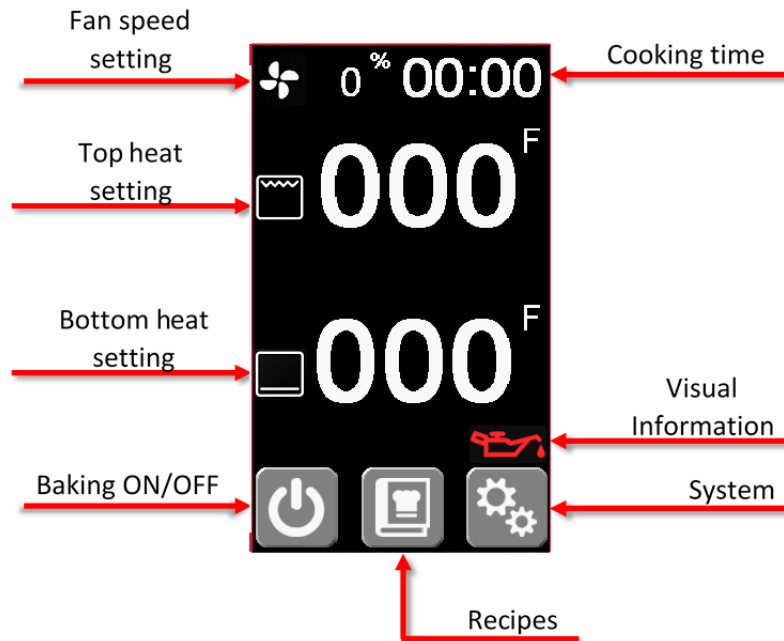 Fan speed
setting
0 % 00:00
Cooking time
Top heat
setting
000 F
Bottom heat
setting
000 F
Visual
Information
Baking ON/OFF
System
Recipes